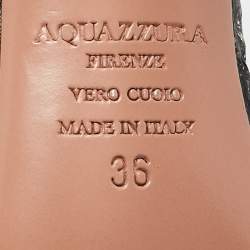 AQUAZZURA
FIRENZE
VERO CUOIO
MADE IN ITALY
36